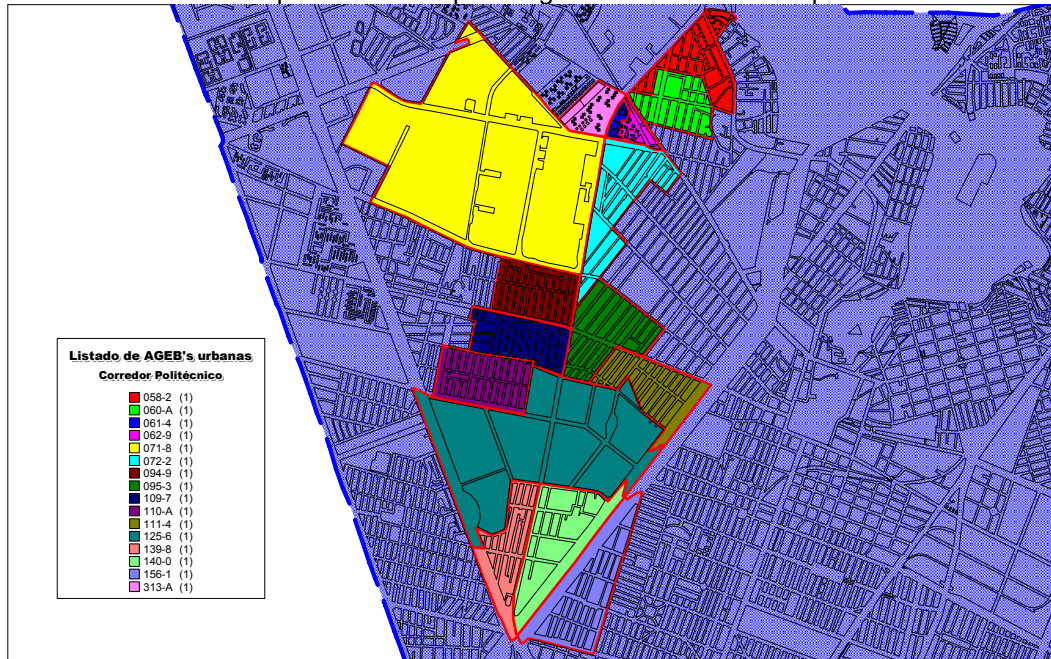 Listado de AGEB's urbanas
Corredor Politécnico
058-2 (1)
060-A (1)
061-4 (1)
062-9 (1)
071-8 (1)
072-2 (1)
094-9 (1)
095-3 (1)
109-7 (1)
110-A (1)
111-4 (1)
125-6 (1)
139-8 (1)
140-0 (1)
156-1 (1)
313-A (1)